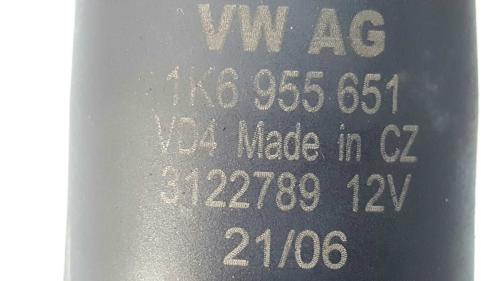 VW AG
1K6 955 651
VD4 Made in CZ
3122789 12V
21/06